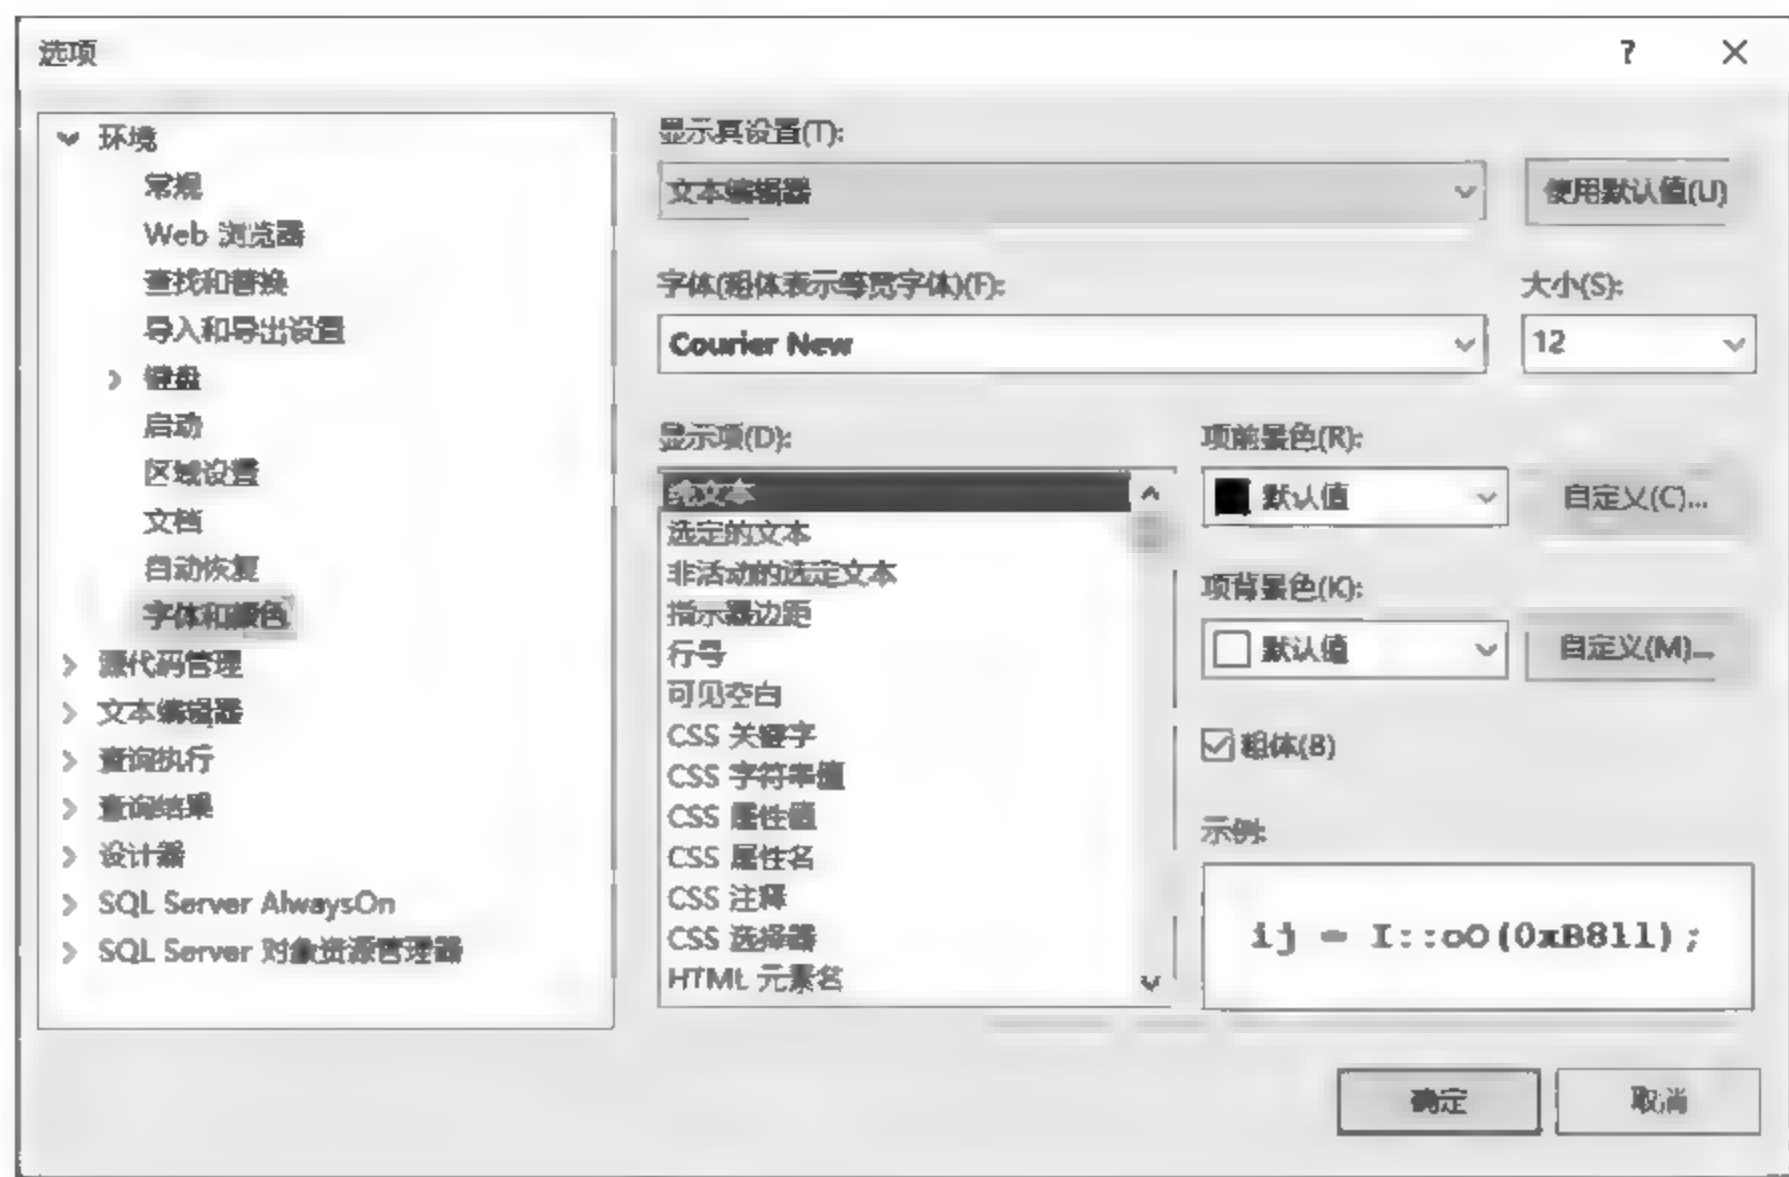 选项
?
环境
常规
Web 浏览器
查找和替换
导入和导出设置
键盘
启动
区域设置
文档
自动恢复
字体和颜色
源代码管理
文本编辑器
查询执行
查询结果
设计器
SQL Server AlwaysOn
SQL Server 对象资源管理器
显示其设置(T):
文本编辑器
使用默认值(U)
字体(粗体表示等宽字体)(F):
大小(S):
Courier New
12
显示项(D):
纯文本
选定的文本
非活动的选定文本
指示器边距
行号
可见空白
CSS 关键字
CSS 字符串值
CSS 属性值
CSS 属性名
CSS 注释
CSS 选择器
HTML 元素名
项前景色(R):
默认值
自定义(C)...
项背景色(K):
默认值
自定义(M)...
粗体(B)
示例:
ij = I::oO(0xB81l);
确定
取消